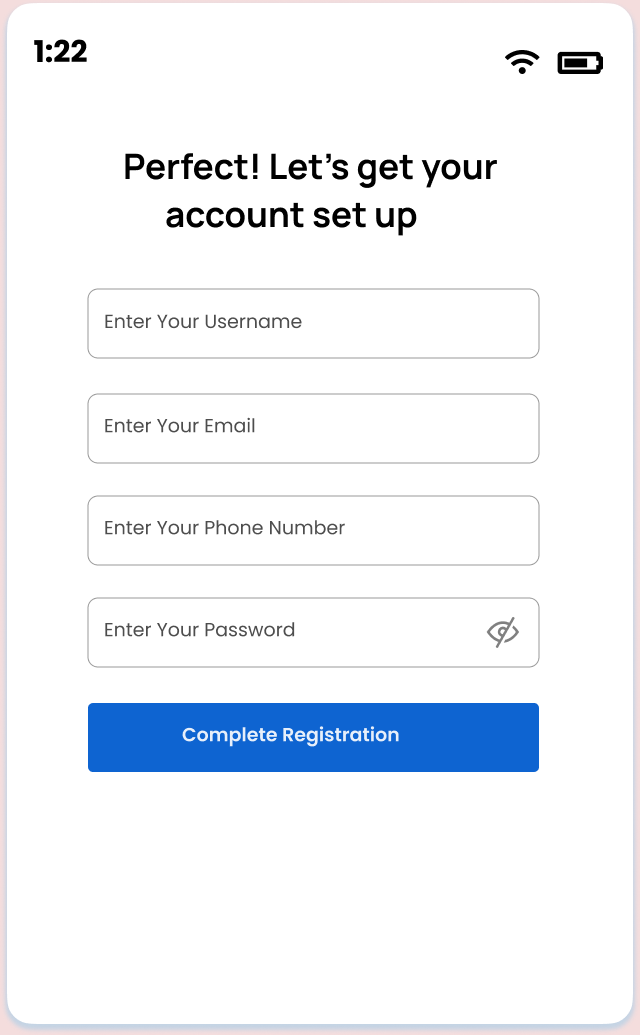 1:22
Perfect! Let's get your
account set up
Enter Your Username
Enter Your Email
Enter Your Phone Number
Enter Your Password
Complete Registration